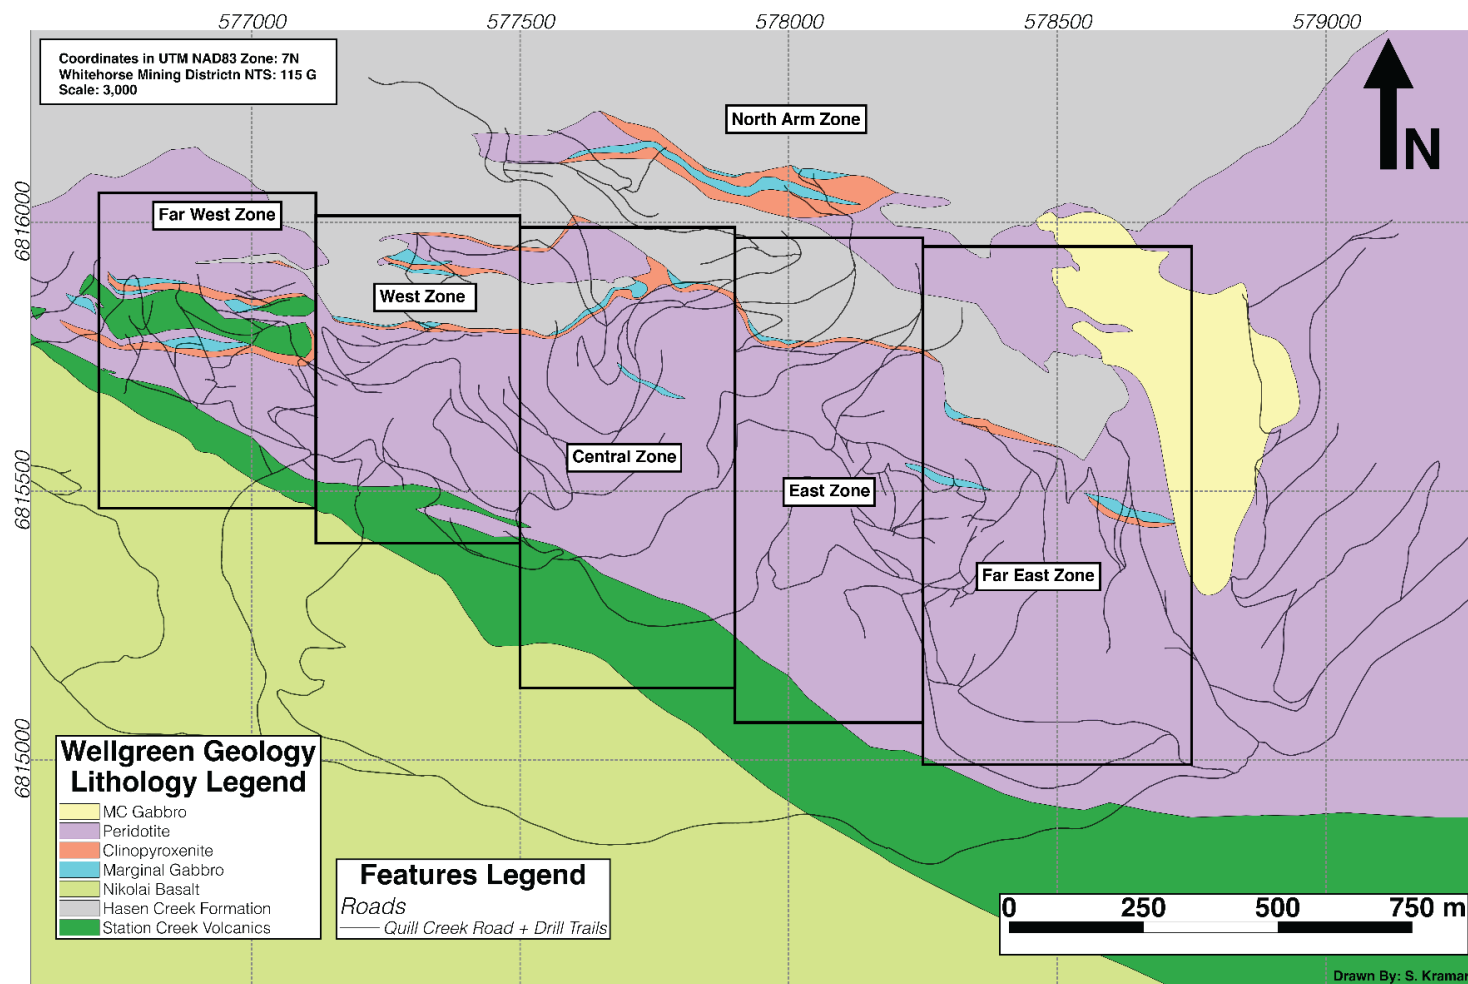 577000
577500
578000
578500
579000
Coordinates in UTM NAD83 Zone: 7N
Whitehorse Mining Districtn NTS: 115 G
Scale: 3,000
North Arm Zone
N
6816000
Far West Zone
West Zone
Central Zone
6815500
East Zone
Far East Zone
6815000
Wellgreen Geology
Lithology Legend
MC Gabbro
Peridotite
Clinopyroxenite
Marginal Gabbro
Nikolai Basalt
Hasen Creek Formation
Station Creek Volcanics
Features Legend
Roads
Quill Creek Road + Drill Trails
0 250 500 750 m
Drawn By: S. Kramar